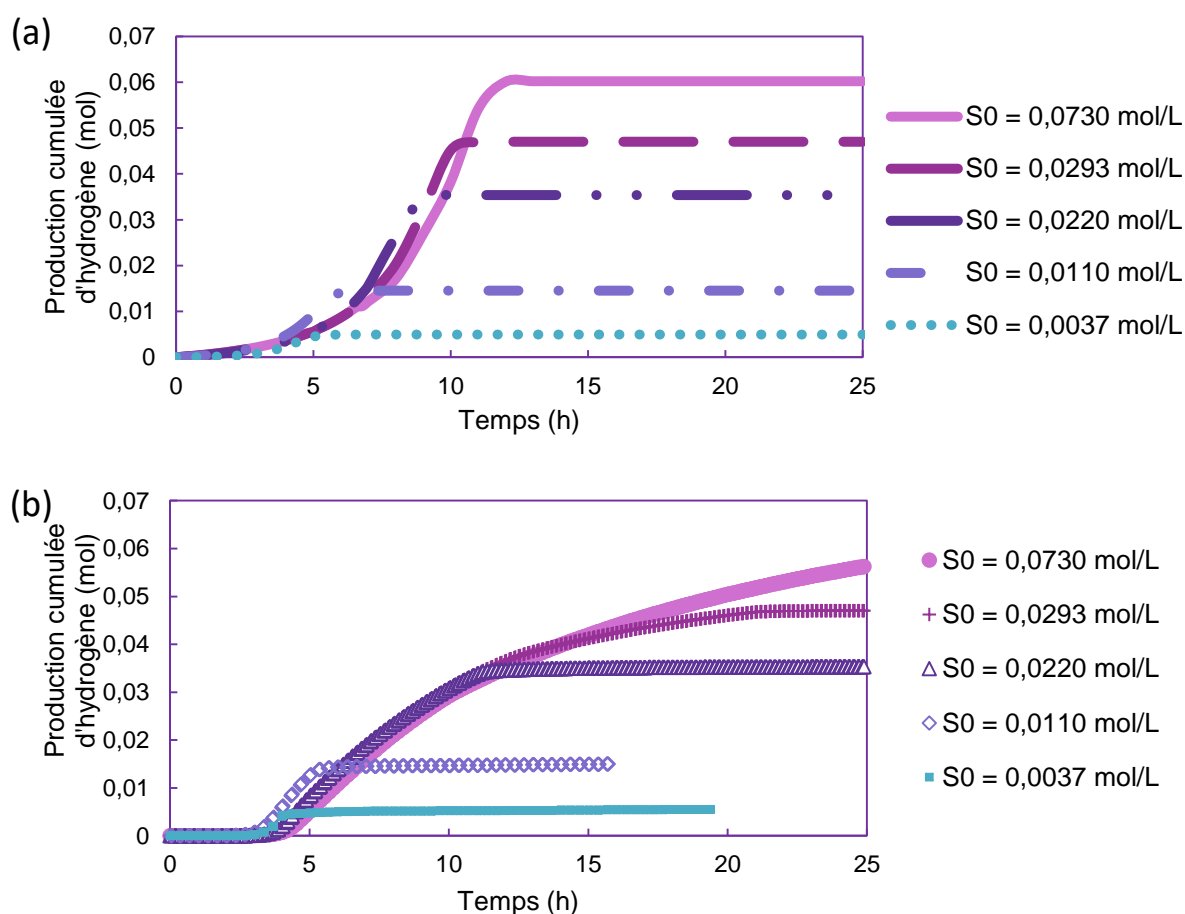 (a)
Production cumulée
d'hydrogène (mol)
0,07
0,06
0,05
0,04
0,03
0,02
0,01
0
0 5 10 15 20 25
Temps (h)
S0 = 0,0730 mol/L
S0 = 0,0293 mol/L
S0 = 0,0220 mol/L
S0 = 0,0110 mol/L
S0 = 0,0037 mol/L
(b)
Production cumulée
d'hydrogène (mol)
0,07
0,06
0,05
0,04
0,03
0,02
0,01
0
0 5 10 15 20 25
Temps (h)
S0 = 0,0730 mol/L
S0 = 0,0293 mol/L
S0 = 0,0220 mol/L
S0 = 0,0110 mol/L
S0 = 0,0037 mol/L